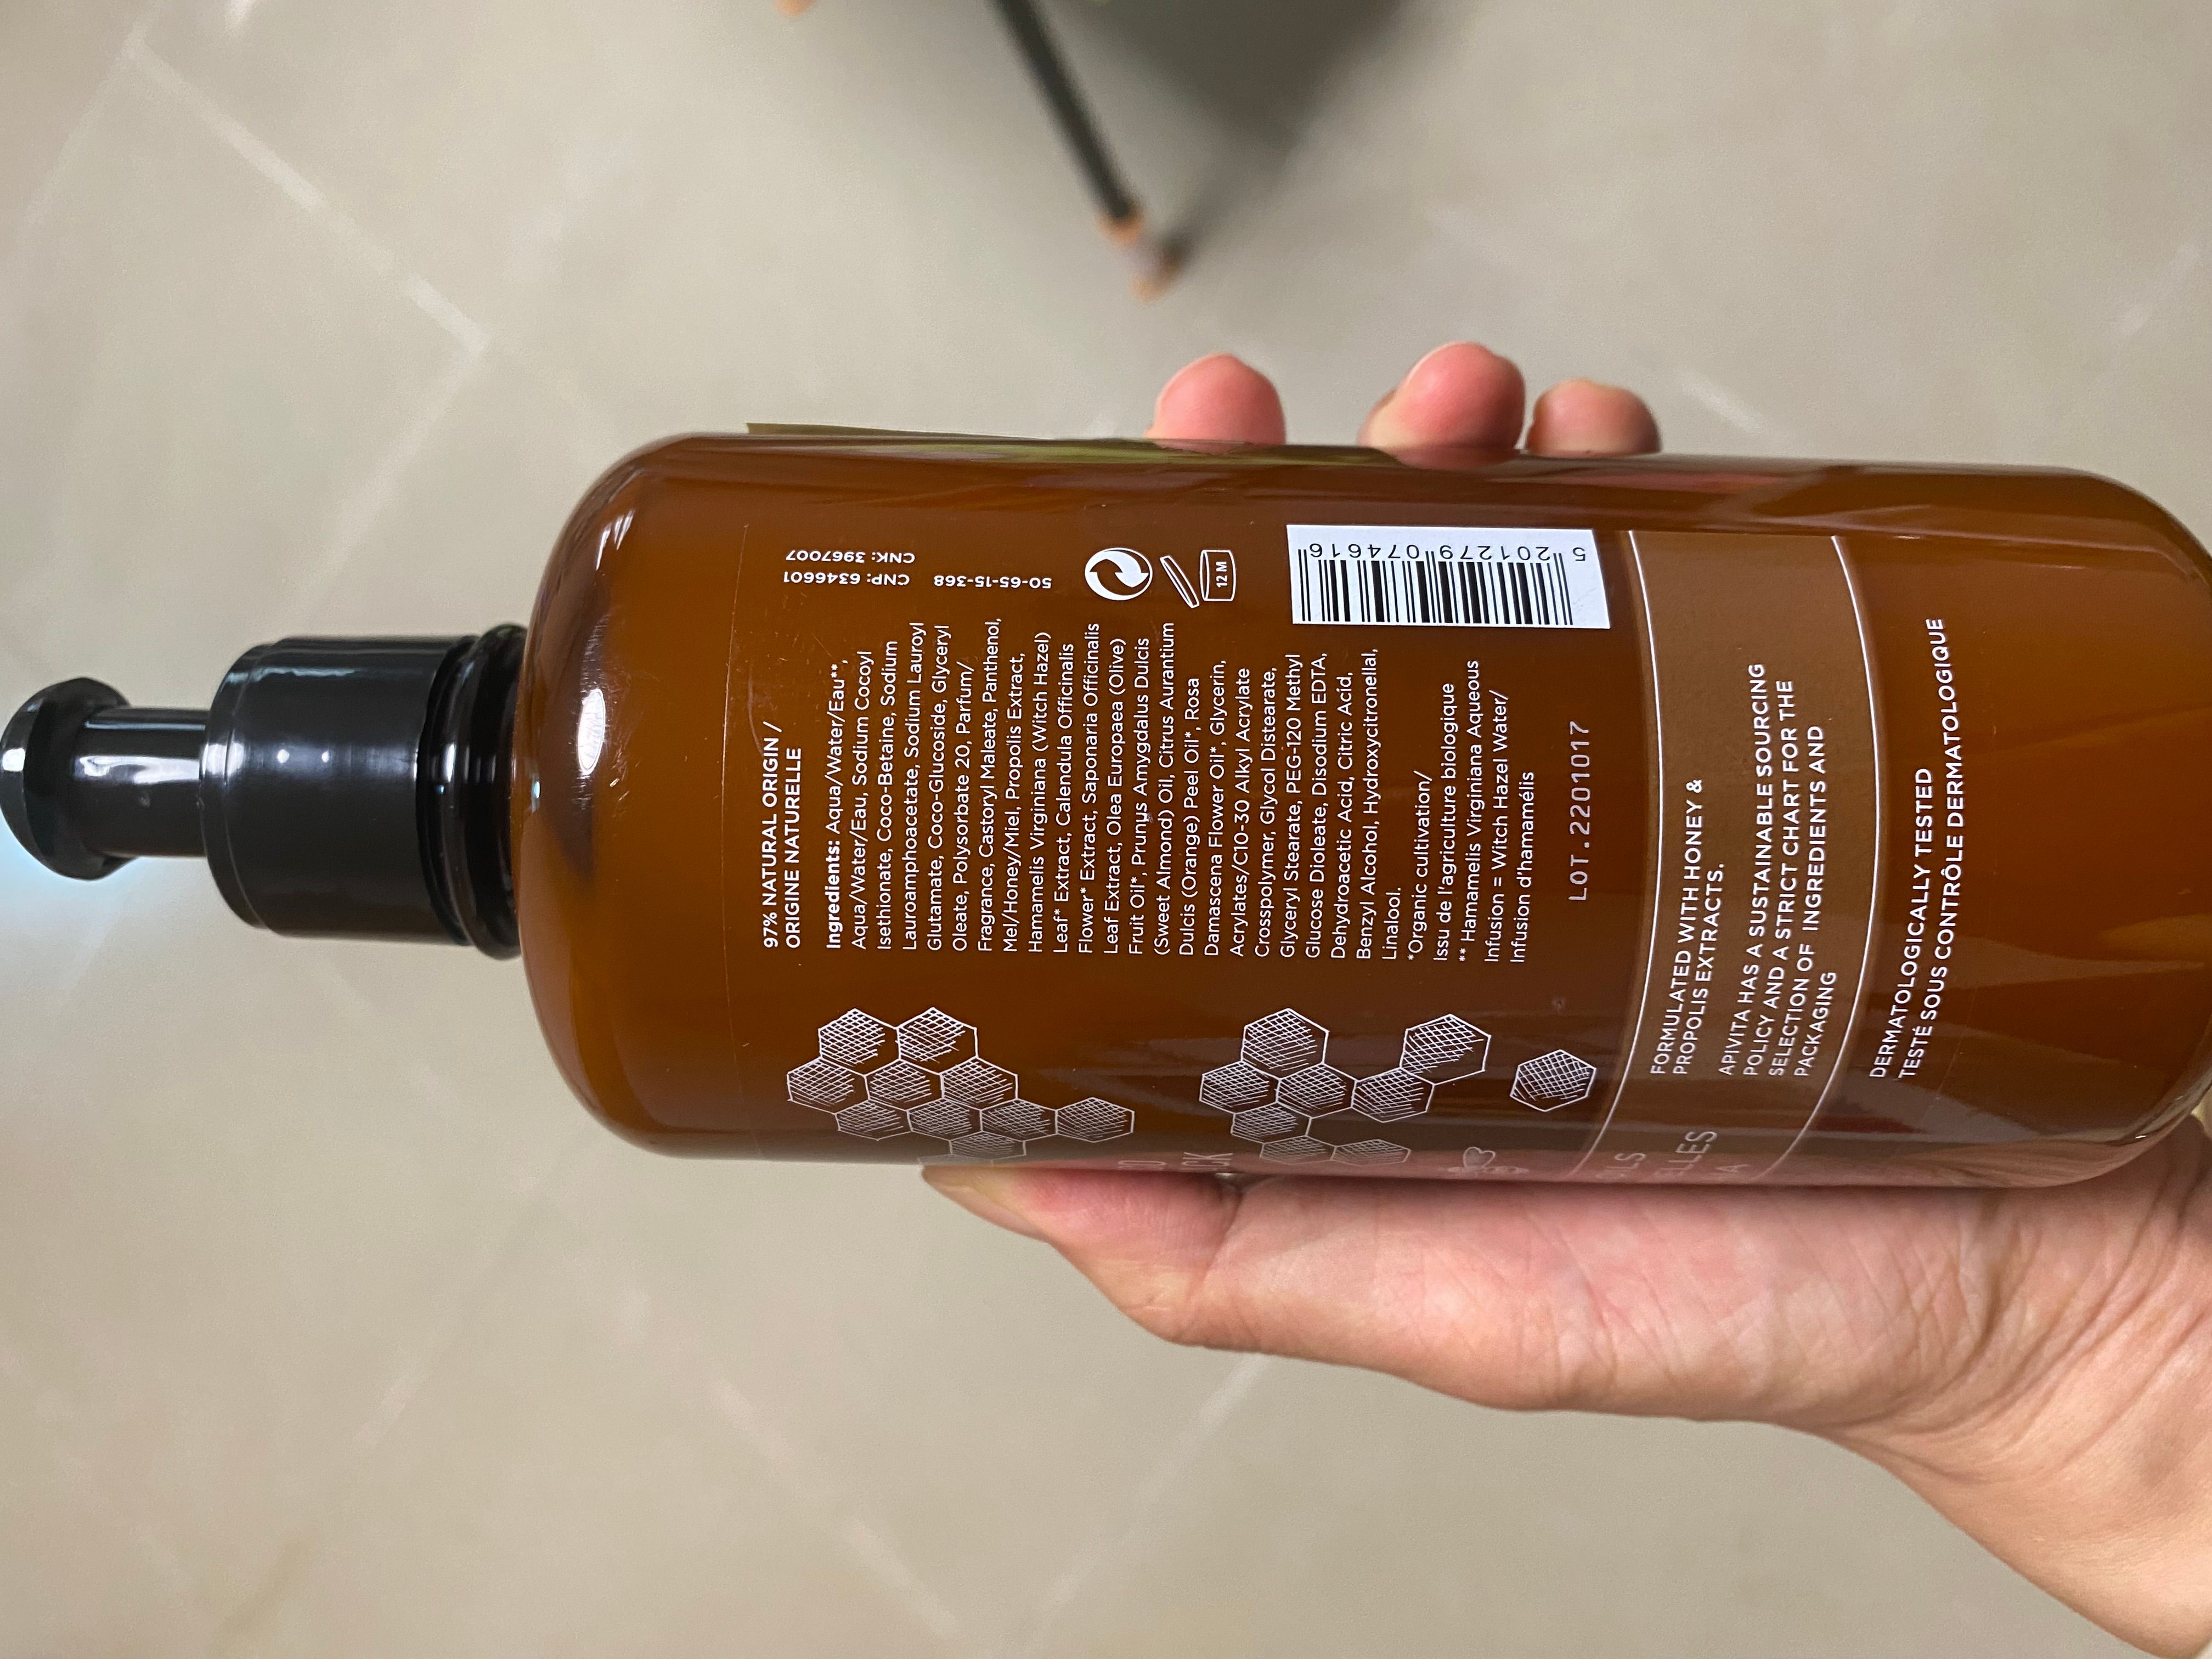 97% NATURAL ORIGIN /
ORIGINE NATURELLE
Ingredients: Aqua/Water/Eau**,
Aqua/Water/Eau, Sodium Cocoyl
Isethionate, Coco-Betaine, Sodium
Lauroamphoacetate, Sodium Lauroyl
Glutamate, Coco-Glucoside, Glyceryl
Oleate, Polysorbate 20, Parfum/
Fragrance, Castoryl Maleate, Panthenol,
Mel/Honey/Miel, Propolis Extract,
Hamamelis Virginiana (Witch Hazel)
Leaf* Extract, Calendula Officinalis
Flower* Extract, Saponaria Officinalis
Leaf Extract, Olea Europaea (Olive)
Fruit Oil*, Prunus Amygdalus Dulcis
(Sweet Almond) Oil, Citrus Aurantium
Dulcis (Orange) Peel Oil*, Rosa
Damascena Flower Oil*, Glycerin,
Acrylates/C10-30 Alkyl Acrylate
Crosspolymer, Glycol Distearate,
Glyceryl Stearate, PEG-120 Methyl
Glucose Dioleate, Disodium EDTA,
Dehydroacetic Acid, Citric Acid,
Benzyl Alcohol, Hydroxycitronellal,
Linalool.
*Organic cultivation/
Issu de l'agriculture biologique
** Hamamelis Virginiana Aqueous
Infusion = Witch Hazel Water/
Infusion d'hamamélis
LOT.2201017
CNK: 3967007
CNP: 6346601
50-65-15-368
12 M
5 201279 074616
FORMULATED WITH HONEY &
PROPOLIS EXTRACTS.
APIVITA HAS A SUSTAINABLE SOURCING
POLICY AND A STRICT CHART FOR THE
SELECTION OF INGREDIENTS AND
PACKAGING
DERMATOLOGICALLY TESTED
TESTÉ SOUS CONTRÔLE DERMATOLOGIQUE